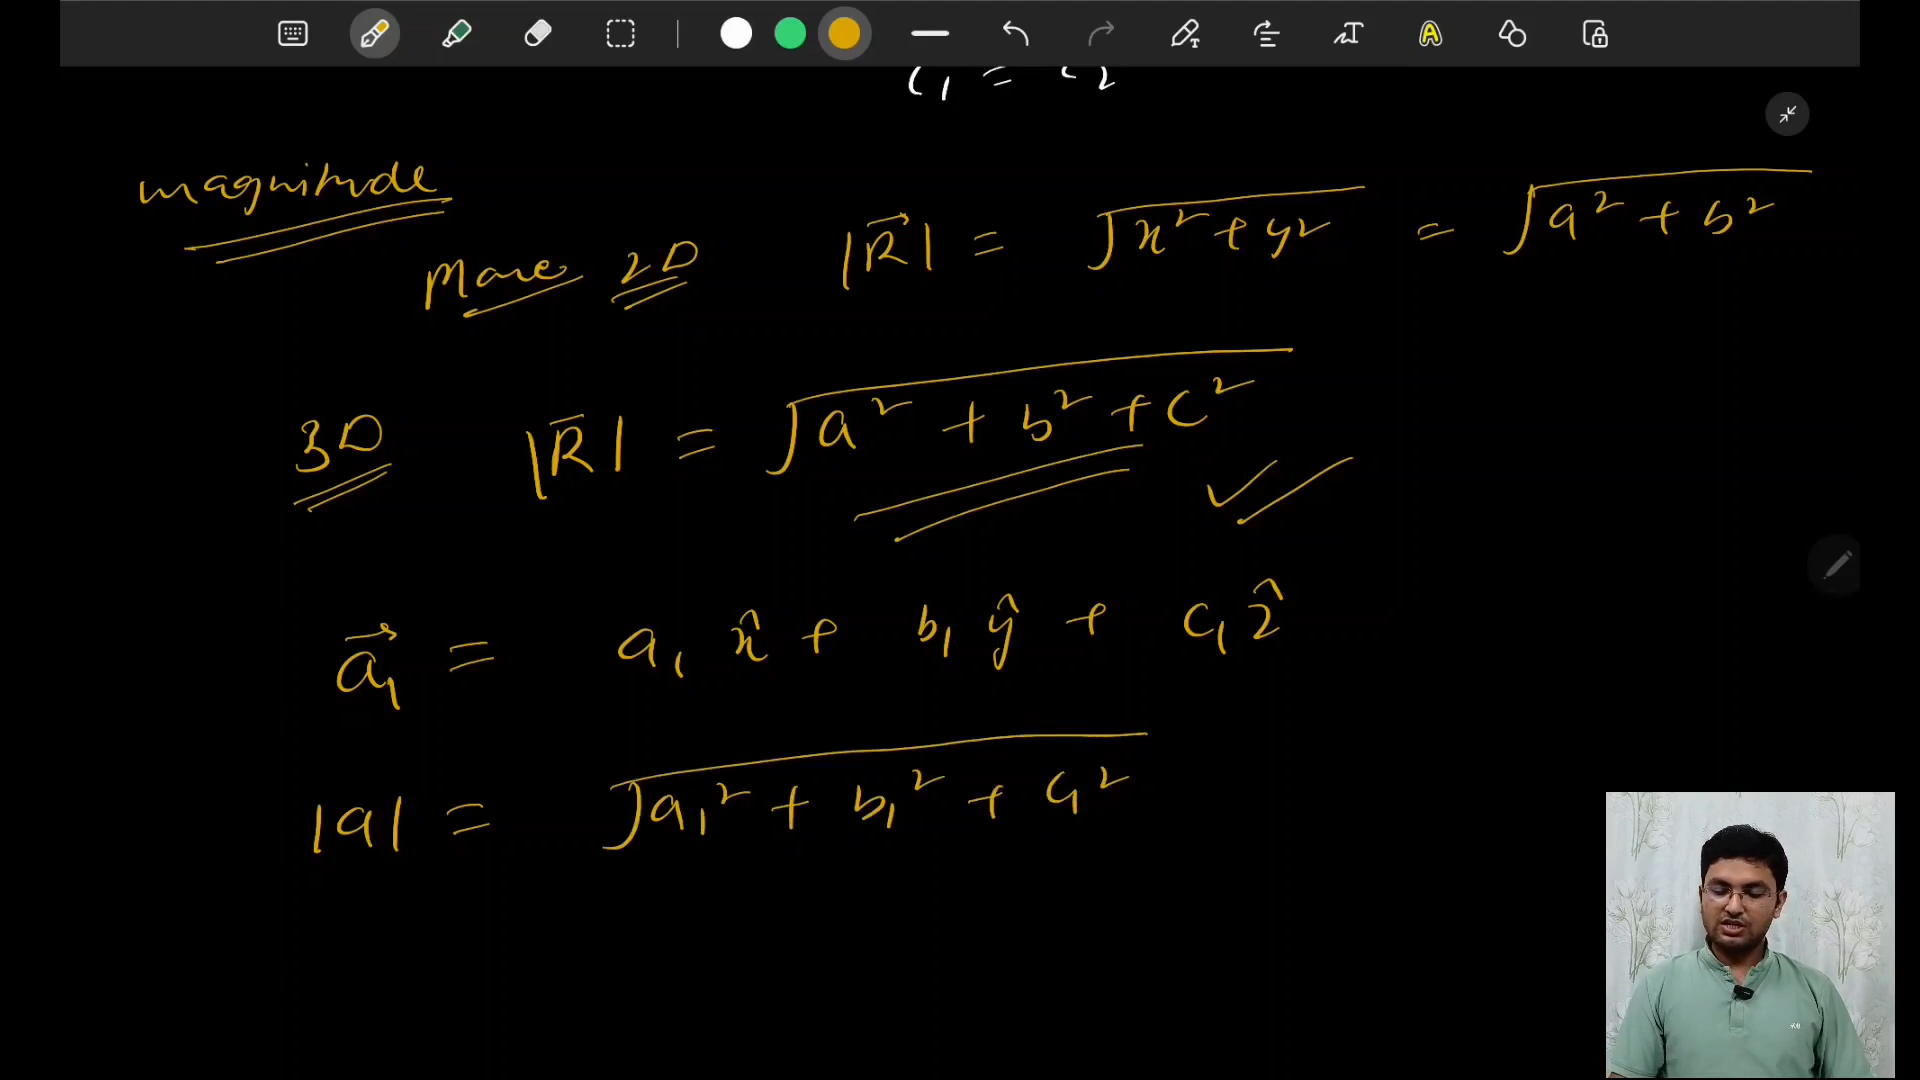 c₁ = c₂
magnitude
Plane 2D |R⃗| = √x² + y² = √a² + b²
3D |R̄| = √a² + b² + c²
a⃗₁ = a₁ x̂ + b₁ ŷ + c₁ ẑ
|a| = √a₁² + b₁² + c₁²